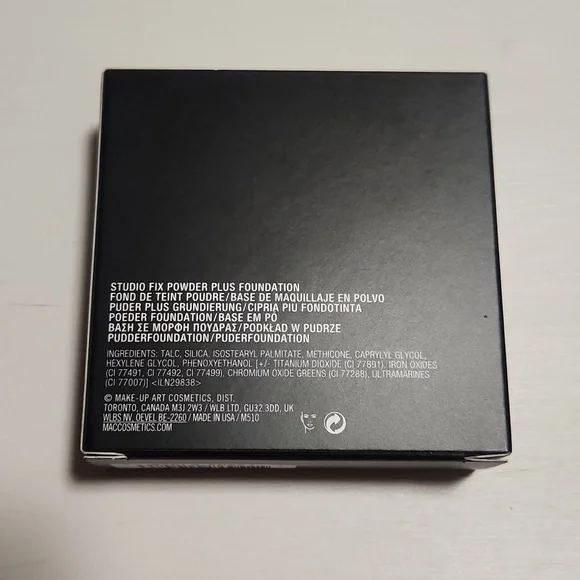 STUDIO FIX POWDER PLUS FOUNDATION
FOND DE TEINT POUDRE/BASE DE MAQUILLAJE EN POLVO
PUDER PLUS GRUNDIERUNG/CIPRIA PIU FONDOTINTA
POEDER FOUNDATION/BASE EM PÓ
ΒΑΣΗ ΣΕ ΜΟΡΦΗ ΠΟΥΔΡΑΣ/PODKŁAD W PUDRZE
PUDDERFOUNDATION/PUDERFOUNDATION
INGREDIENTS: TALC, SILICA, ISOSTEARYL PALMITATE, METHICONE, CAPRYLYL GLYCOL,
HEXYLENE GLYCOL, PHENOXYETHANOL [+/- TITANIUM DIOXIDE (CI 77891), IRON OXIDES
(CI 77491, CI 77492, CI 77499), CHROMIUM OXIDE GREENS (CI 77288), ULTRAMARINES
(CI 77007)] <ILN29838>
© MAKE-UP ART COSMETICS, DIST.
TORONTO, CANADA M3J 2W3 / WLB LTD, GU32 3DD, UK
WLBS NV, OEVEL BE-2260 / MADE IN USA / M510
MACCOSMETICS.COM